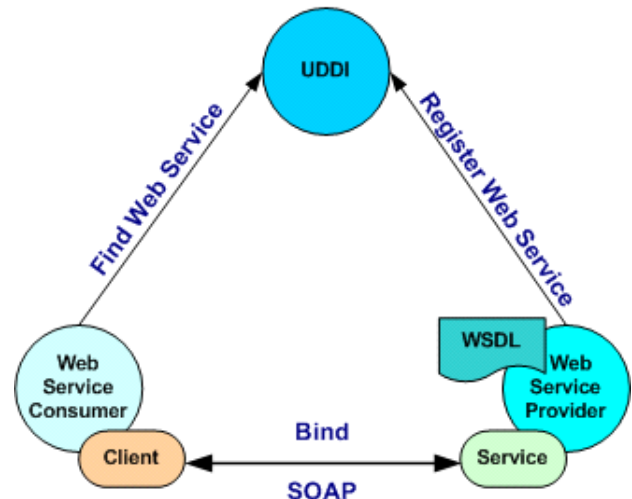 UDDI
Find Web Service
Register Web Service
Web
Service
Consumer
Client
WSDL
Web
Service
Provider
Service
Bind
SOAP